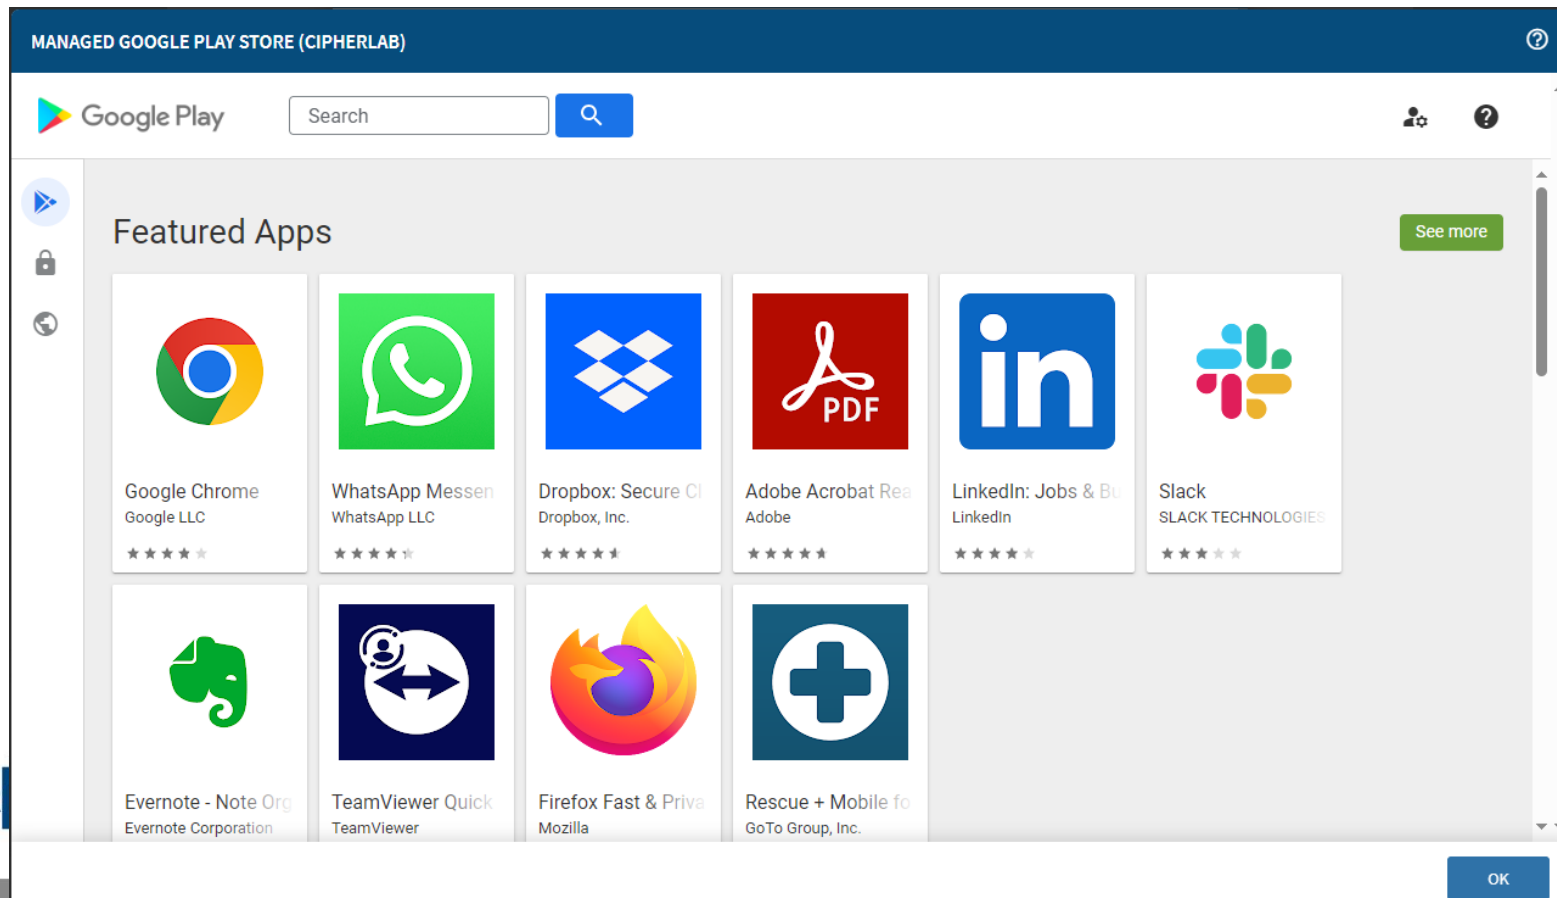 MANAGED GOOGLE PLAY STORE (CIPHERLAB)
Google Play
Search
Featured Apps
See more
PDF
in
Google Chrome
Google LLC
WhatsApp Messen
WhatsApp LLC
Dropbox: Secure Cl
Dropbox, Inc.
Adobe Acrobat Rea
Adobe
LinkedIn: Jobs & Bu
LinkedIn
Slack
SLACK TECHNOLOGIES
Evernote - Note Org
Evernote Corporation
TeamViewer Quick
TeamViewer
Firefox Fast & Priva
Mozilla
Rescue + Mobile fo
GoTo Group, Inc.
OK